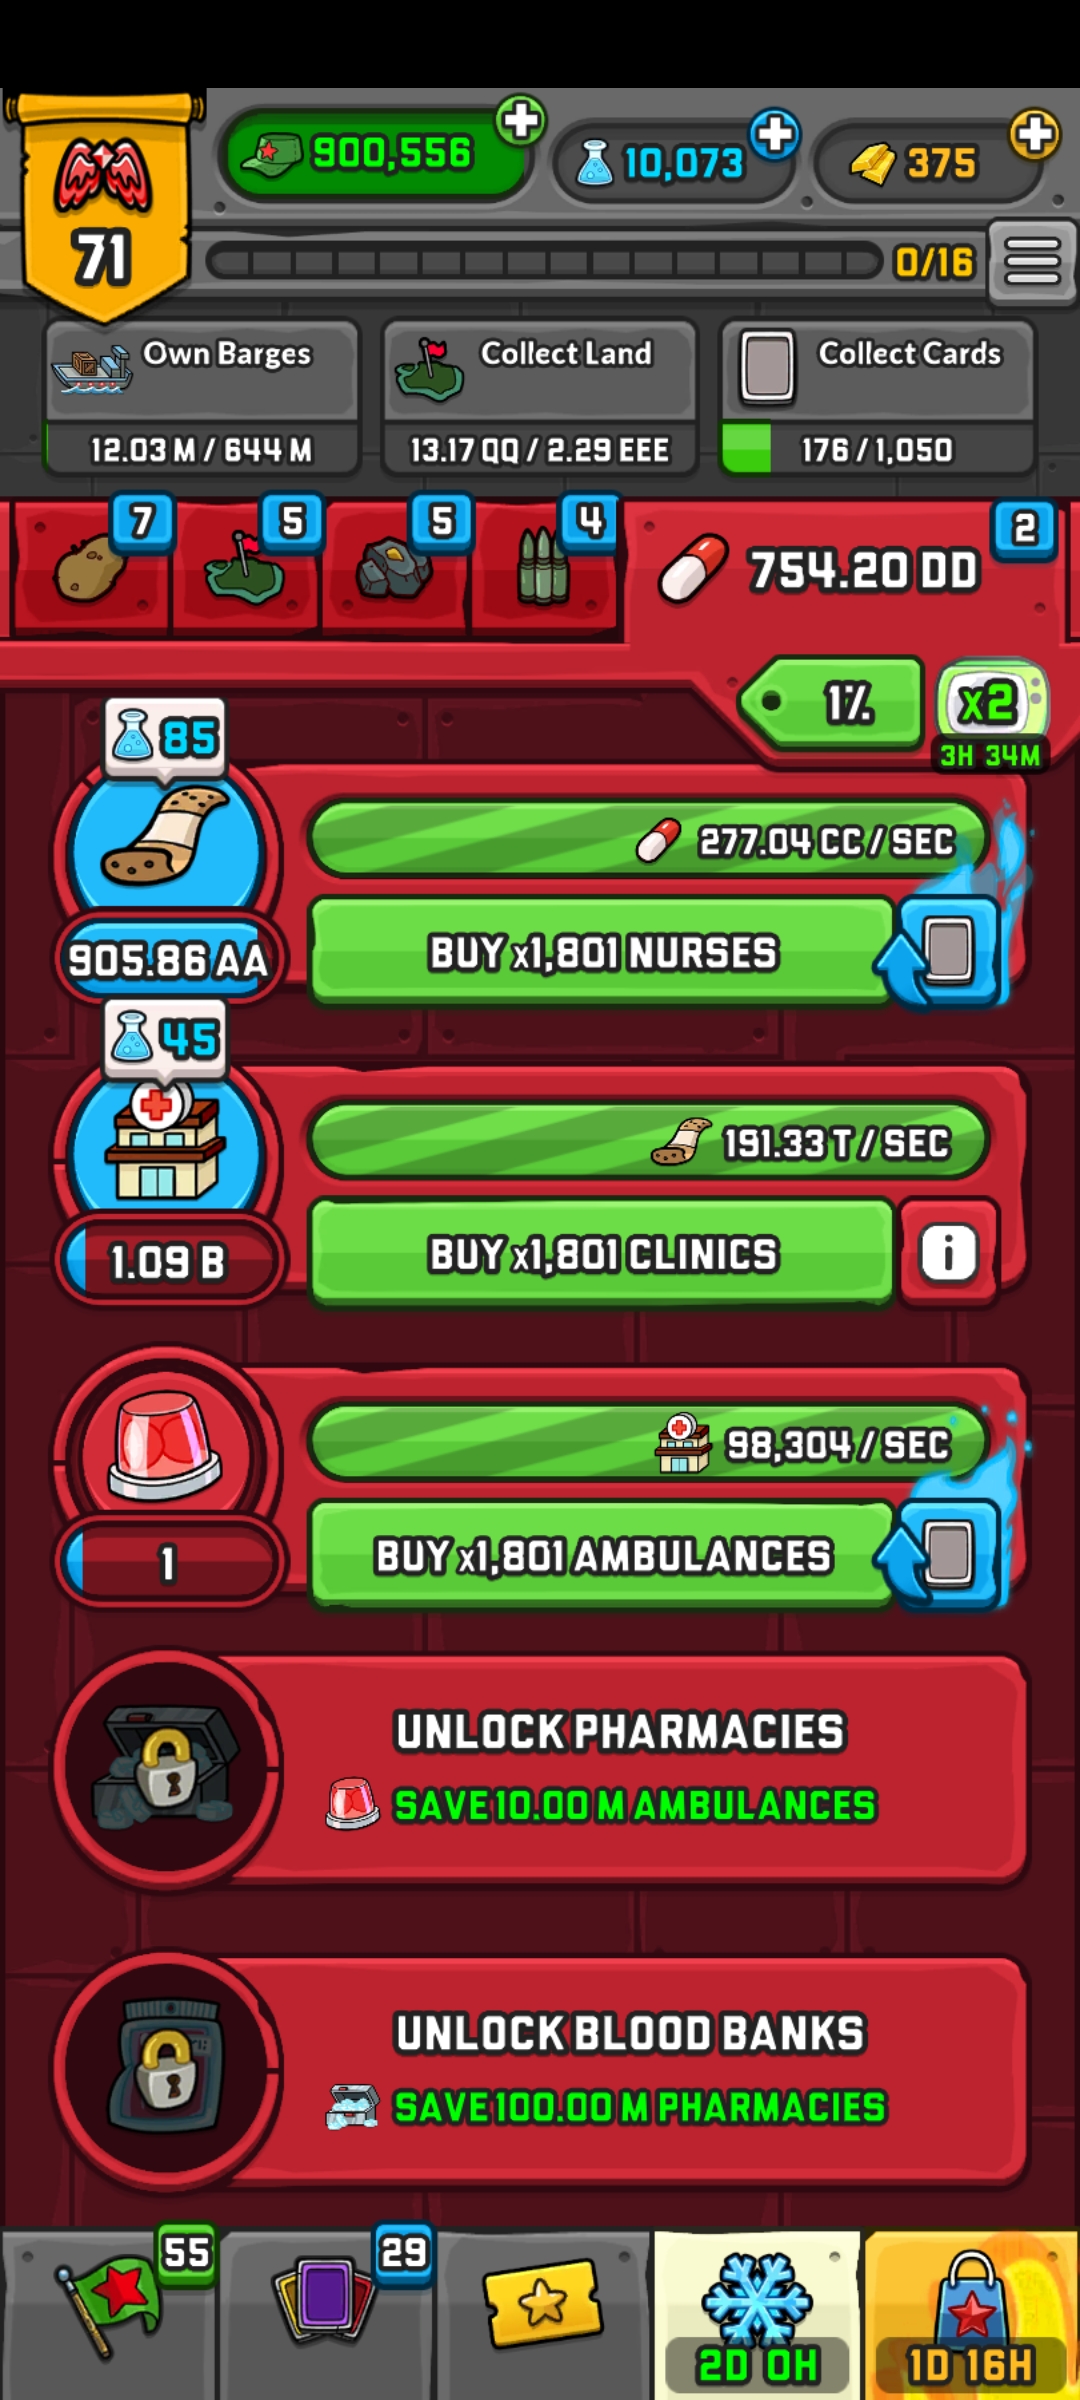 71
900,556
10,073
375
0/16
Own Barges
12.03 M / 644 M
Collect Land
13.17 QQ / 2.29 EEE
Collect Cards
176 / 1,050
7
5
5
4
754.20 DD
2
1%
x2
3H 34M
85
277.04 CC / SEC
905.86 AA
BUY x1,801 NURSES
45
191.33 T / SEC
1.09 B
BUY x1,801 CLINICS
i
98,304 / SEC
1
BUY x1,801 AMBULANCES
UNLOCK PHARMACIES
SAVE 10.00 M AMBULANCES
UNLOCK BLOOD BANKS
SAVE 100.00 M PHARMACIES
55
29
2D 0H
1D 16H